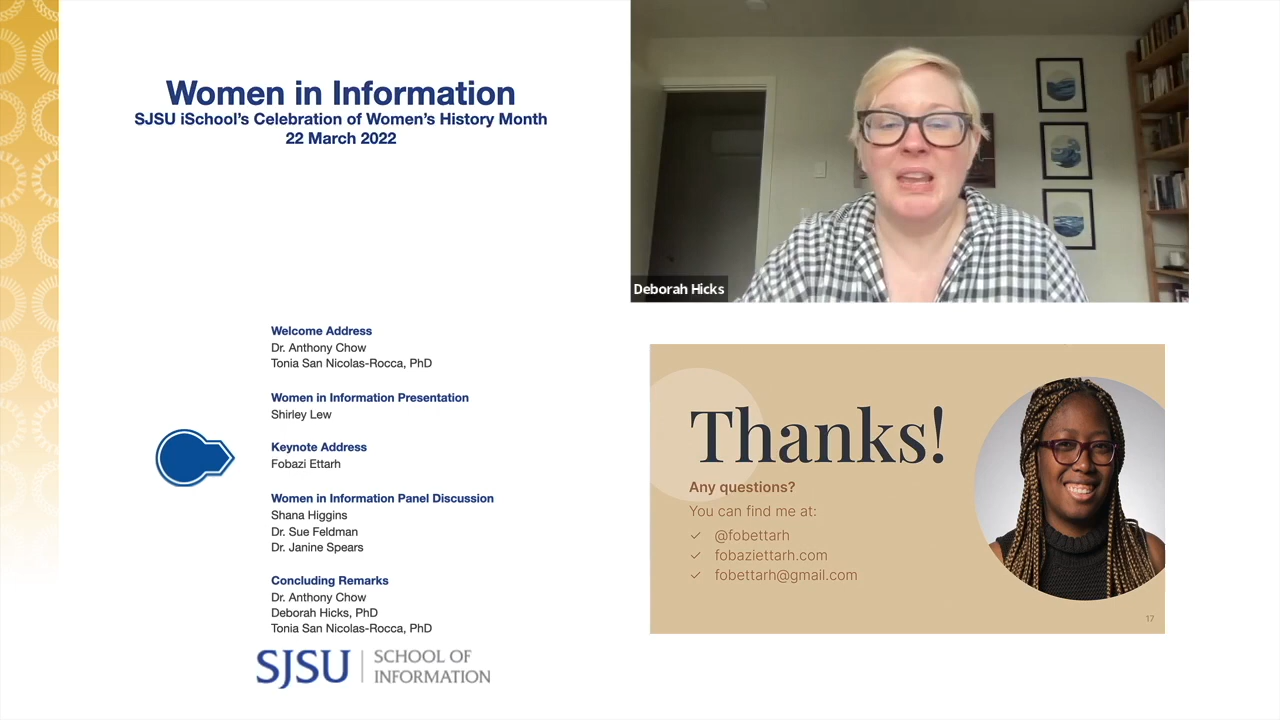 Women in Information
SJSU iSchool's Celebration of Women's History Month
22 March 2022
Deborah Hicks
Welcome Address
Dr. Anthony Chow
Tonia San Nicolas-Rocca, PhD
Women in Information Presentation
Shirley Lew
Keynote Address
Fobazi Ettarh
Women in Information Panel Discussion
Shana Higgins
Dr. Sue Feldman
Dr. Janine Spears
Concluding Remarks
Dr. Anthony Chow
Deborah Hicks, PhD
Tonia San Nicolas-Rocca, PhD
SJSU
SCHOOL OF
INFORMATION
Thanks!
Any questions?
You can find me at:
✓ @fobettarh
✓ fobaziettarh.com
✓ fobettarh@gmail.com
17